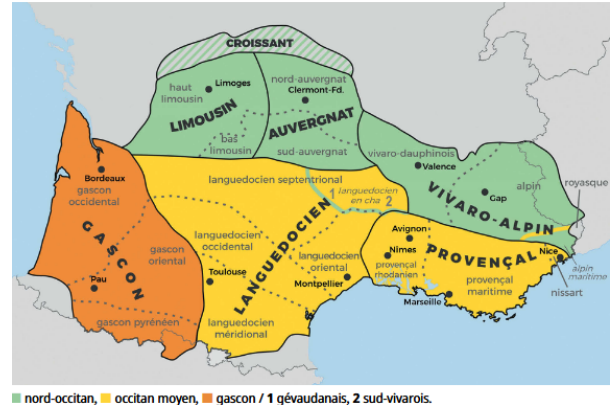 CROISSANT
haut
limousin
Limoges
nord-auvergnat
Clermont-Fd.
LIMOUSIN
AUVERGNAT
bas
limousin
sud-auvergnat
vivaro-dauphinois
Valence
alpin
royasque
Gap
VIVARO-ALPIN
Bordeaux
gascon
occidental
languedocien septentrional
1
languedocien
en cha
2
GASCON
gascon
oriental
languedocien
occidental
LANGUEDOCIEN
languedocien
oriental
Avignon
Nîmes
provençal
rhodanien
PROVENÇAL
Nice
provençal
maritime
alpin
maritime
nissart
Pau
Toulouse
Montpellier
Marseille
gascon pyrénéen
languedocien
méridional
nord-occitan, occitan moyen, gascon / 1 gévaudanais, 2 sud-vivarois.